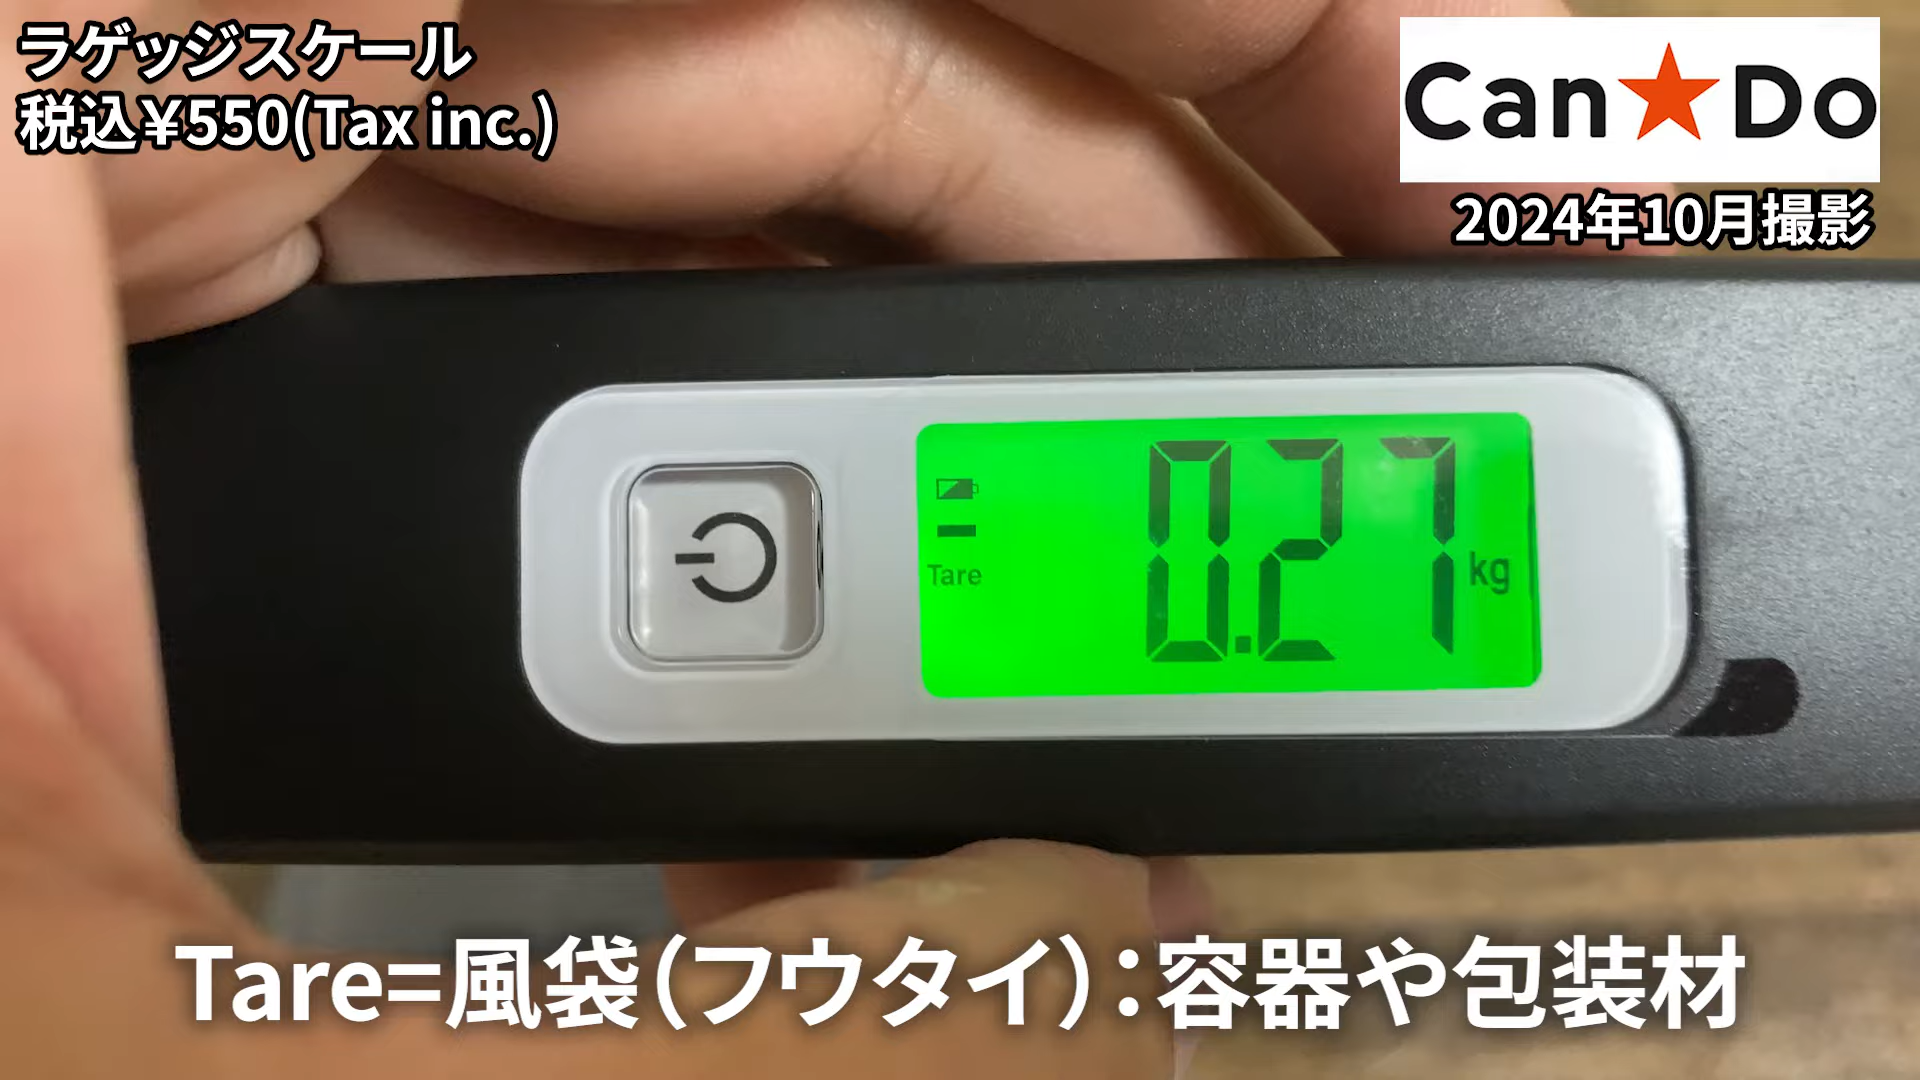 ラゲッジスケール
税込¥550(Tax inc.)
Can★Do
2024年10月撮影
Tare
-0.27 kg
Tare=風袋(フウタイ):容器や包装材